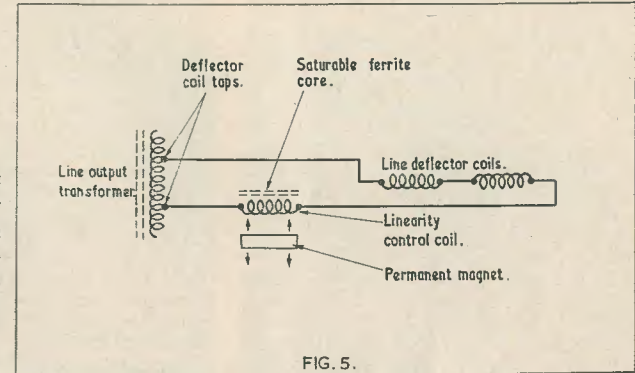 Deflector
coil taps.
Saturable ferrite
core.
Line output
transformer
Line deflector coils.
Linearity
control coil.
Permanent magnet.
FIG. 5.